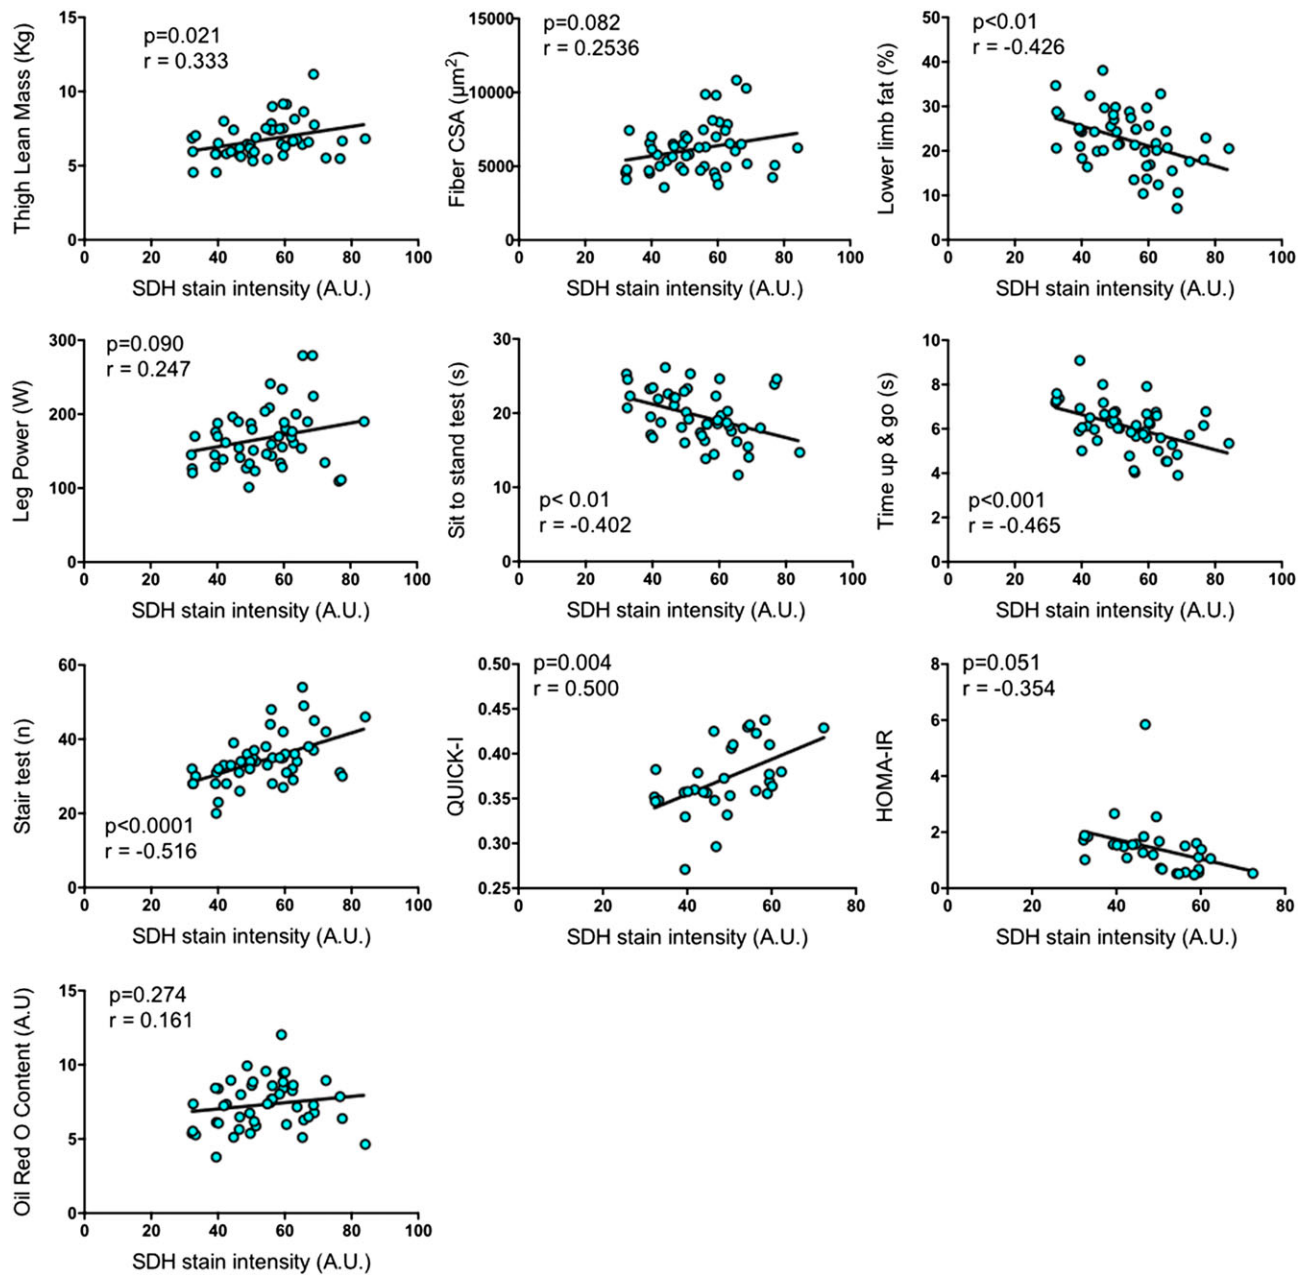 p=0.021
r = 0.333
Thigh Lean Mass (Kg)
15
10
5
0
0 20 40 60 80 100
SDH stain intensity (A.U.)
p=0.082
r = 0.2536
Fiber CSA (µm²)
15000
10000
5000
0
0 20 40 60 80 100
SDH stain intensity (A.U.)
p<0.01
r = -0.426
Lower limb fat (%)
50
40
30
20
10
0
0 20 40 60 80 100
SDH stain intensity (A.U.)
p=0.090
r = 0.247
Leg Power (W)
300
200
100
0
0 20 40 60 80 100
SDH stain intensity (A.U.)
Sit to stand test (s)
30
20
10
0
p< 0.01
r = -0.402
0 20 40 60 80 100
SDH stain intensity (A.U.)
Time up & go (s)
10
8
6
4
2
0
p<0.001
r = -0.465
0 20 40 60 80 100
SDH stain intensity (A.U.)
Stair test (n)
60
40
20
0
p<0.0001
r = -0.516
0 20 40 60 80 100
SDH stain intensity (A.U.)
p=0.004
r = 0.500
QUICK-I
0.50
0.45
0.40
0.35
0.30
0.25
0 20 40 60 80
SDH stain intensity (A.U.)
p=0.051
r = -0.354
HOMA-IR
8
6
4
2
0
0 20 40 60 80
SDH stain intensity (A.U.)
p=0.274
r = 0.161
Oil Red O Content (A.U)
15
10
5
0
0 20 40 60 80 100
SDH stain intensity (A.U.)